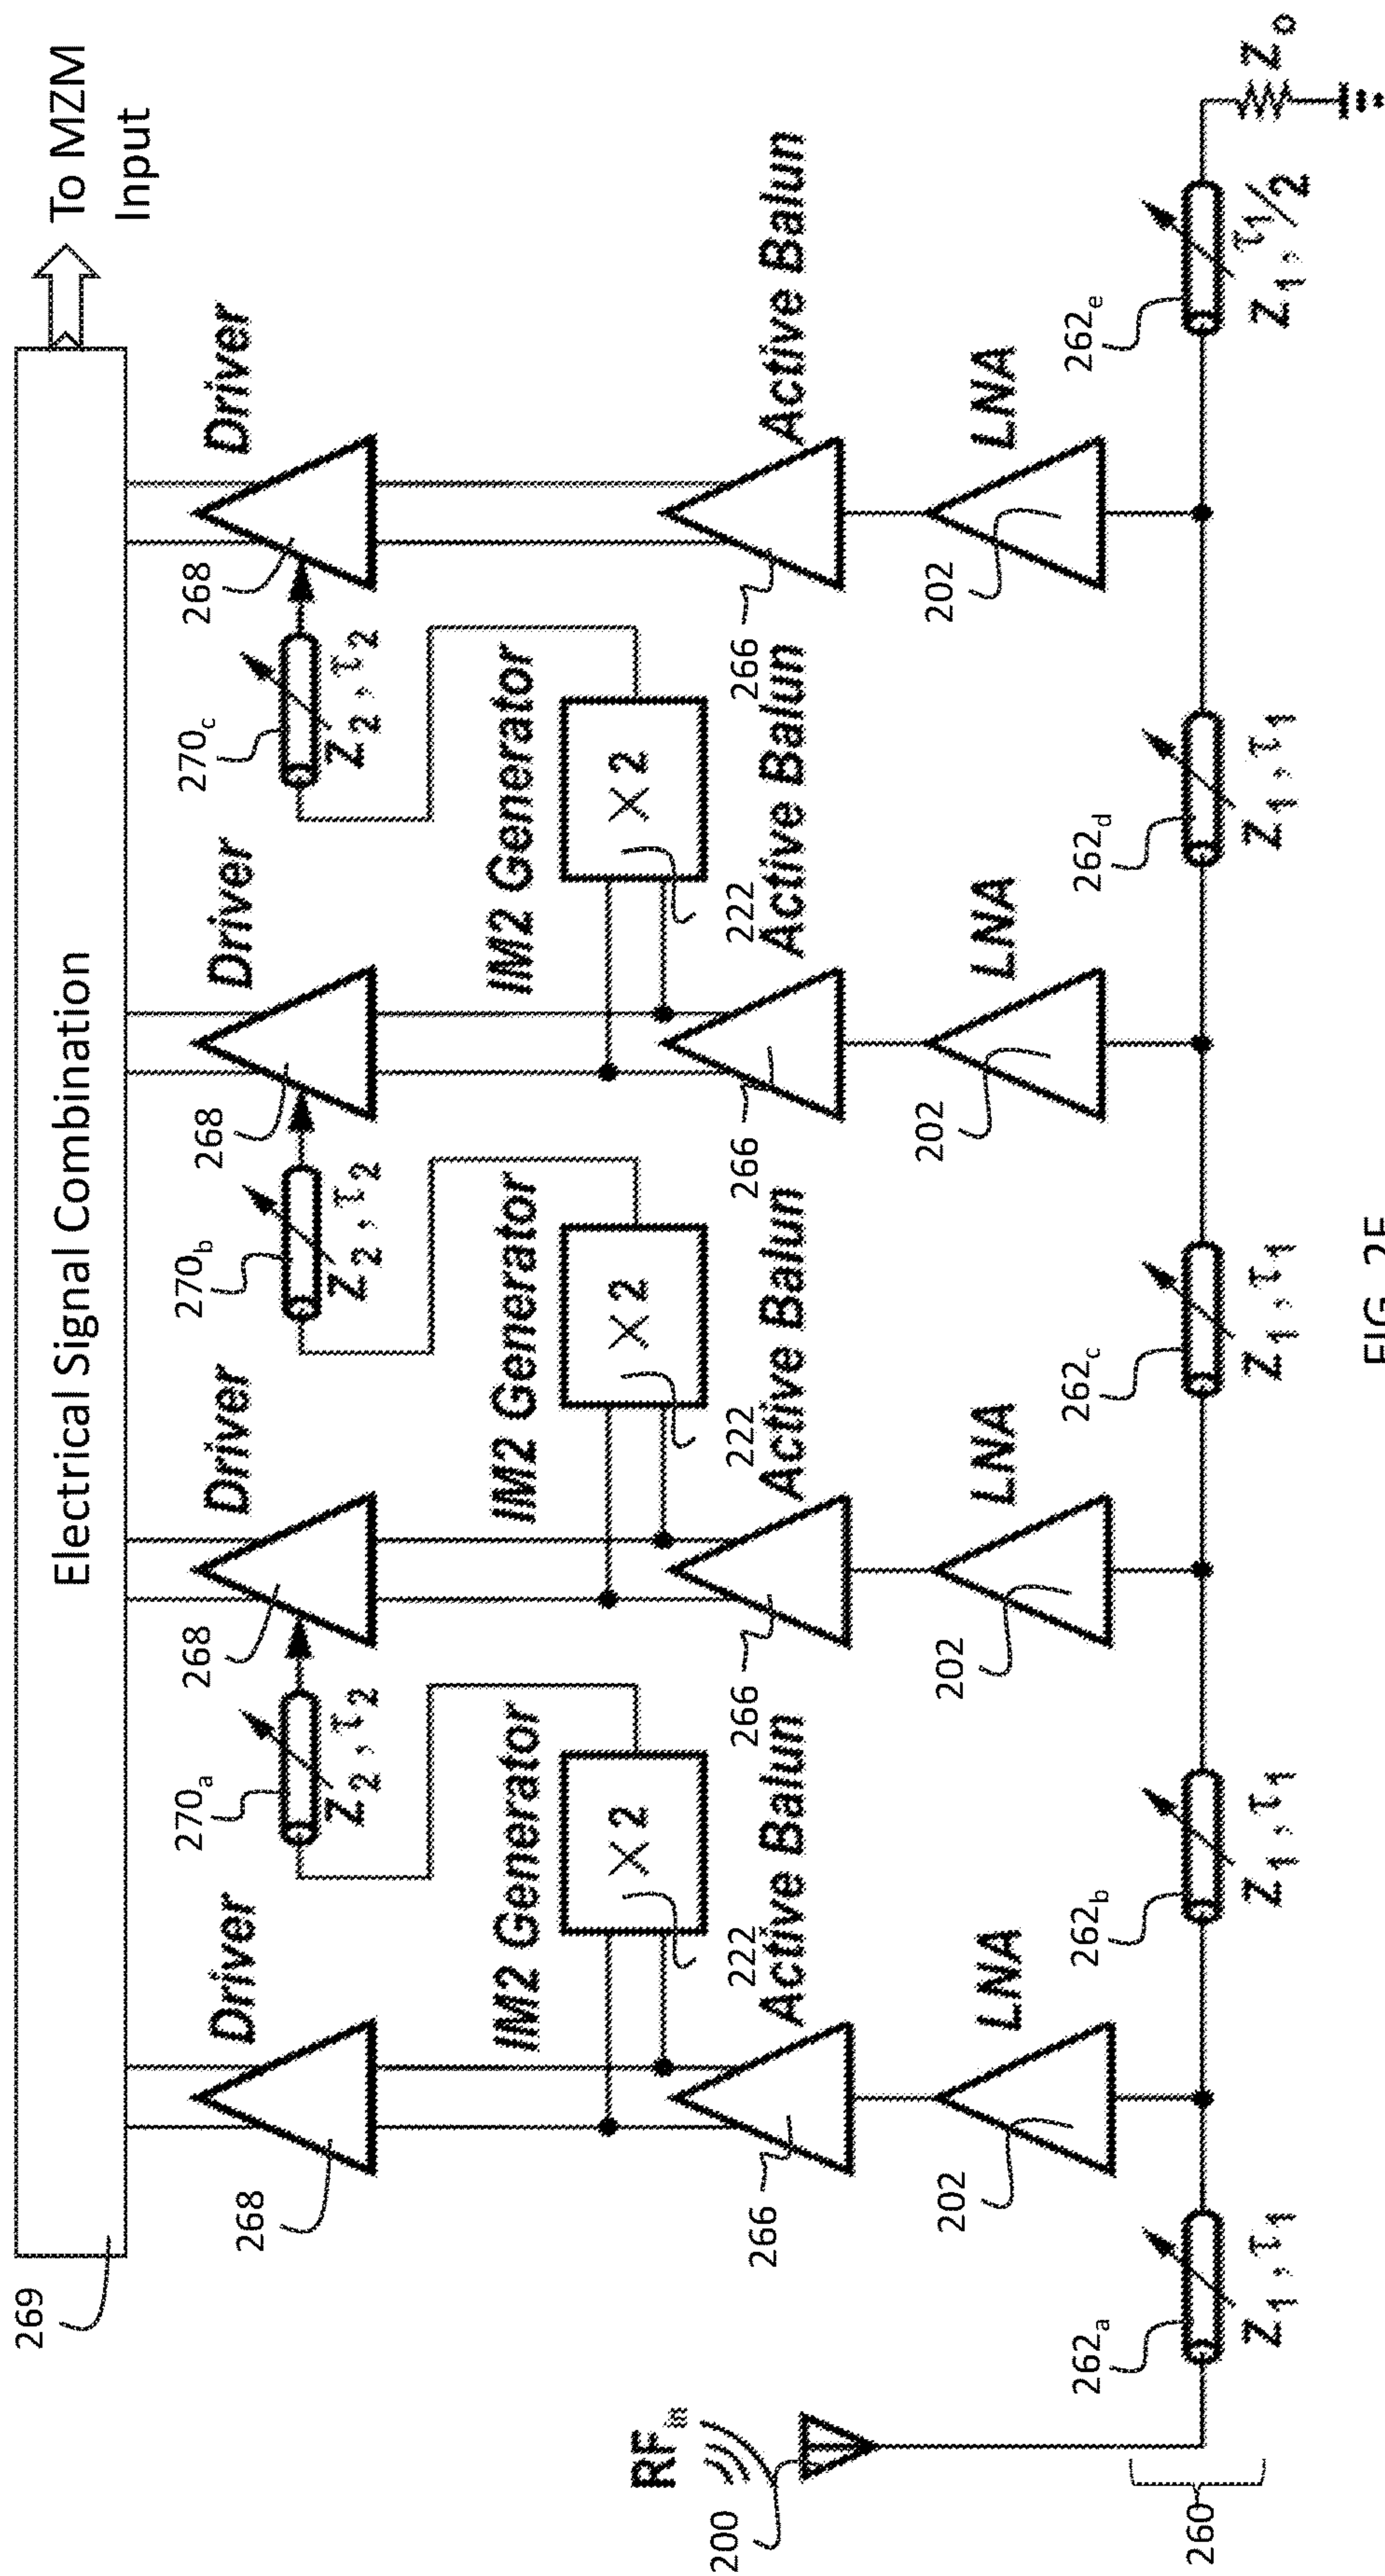 269
Electrical Signal Combination
To MZM
Input
268
Driver
268
Driver
268
Driver
268
Driver
270a
Z2, τ2
270b
Z2, τ2
270c
Z2, τ2
IM2 Generator
X 2
222
IM2 Generator
X 2
222
IM2 Generator
X 2
222
266
Active Balun
266
Active Balun
266
Active Balun
266
Active Balun
RFin
200
202
LNA
202
LNA
202
LNA
202
LNA
260
262a
Z1, τ1
262b
Z1, τ1
262c
Z1, τ1
262d
Z1, τ1
262e
Z1, τ1/2
Zo